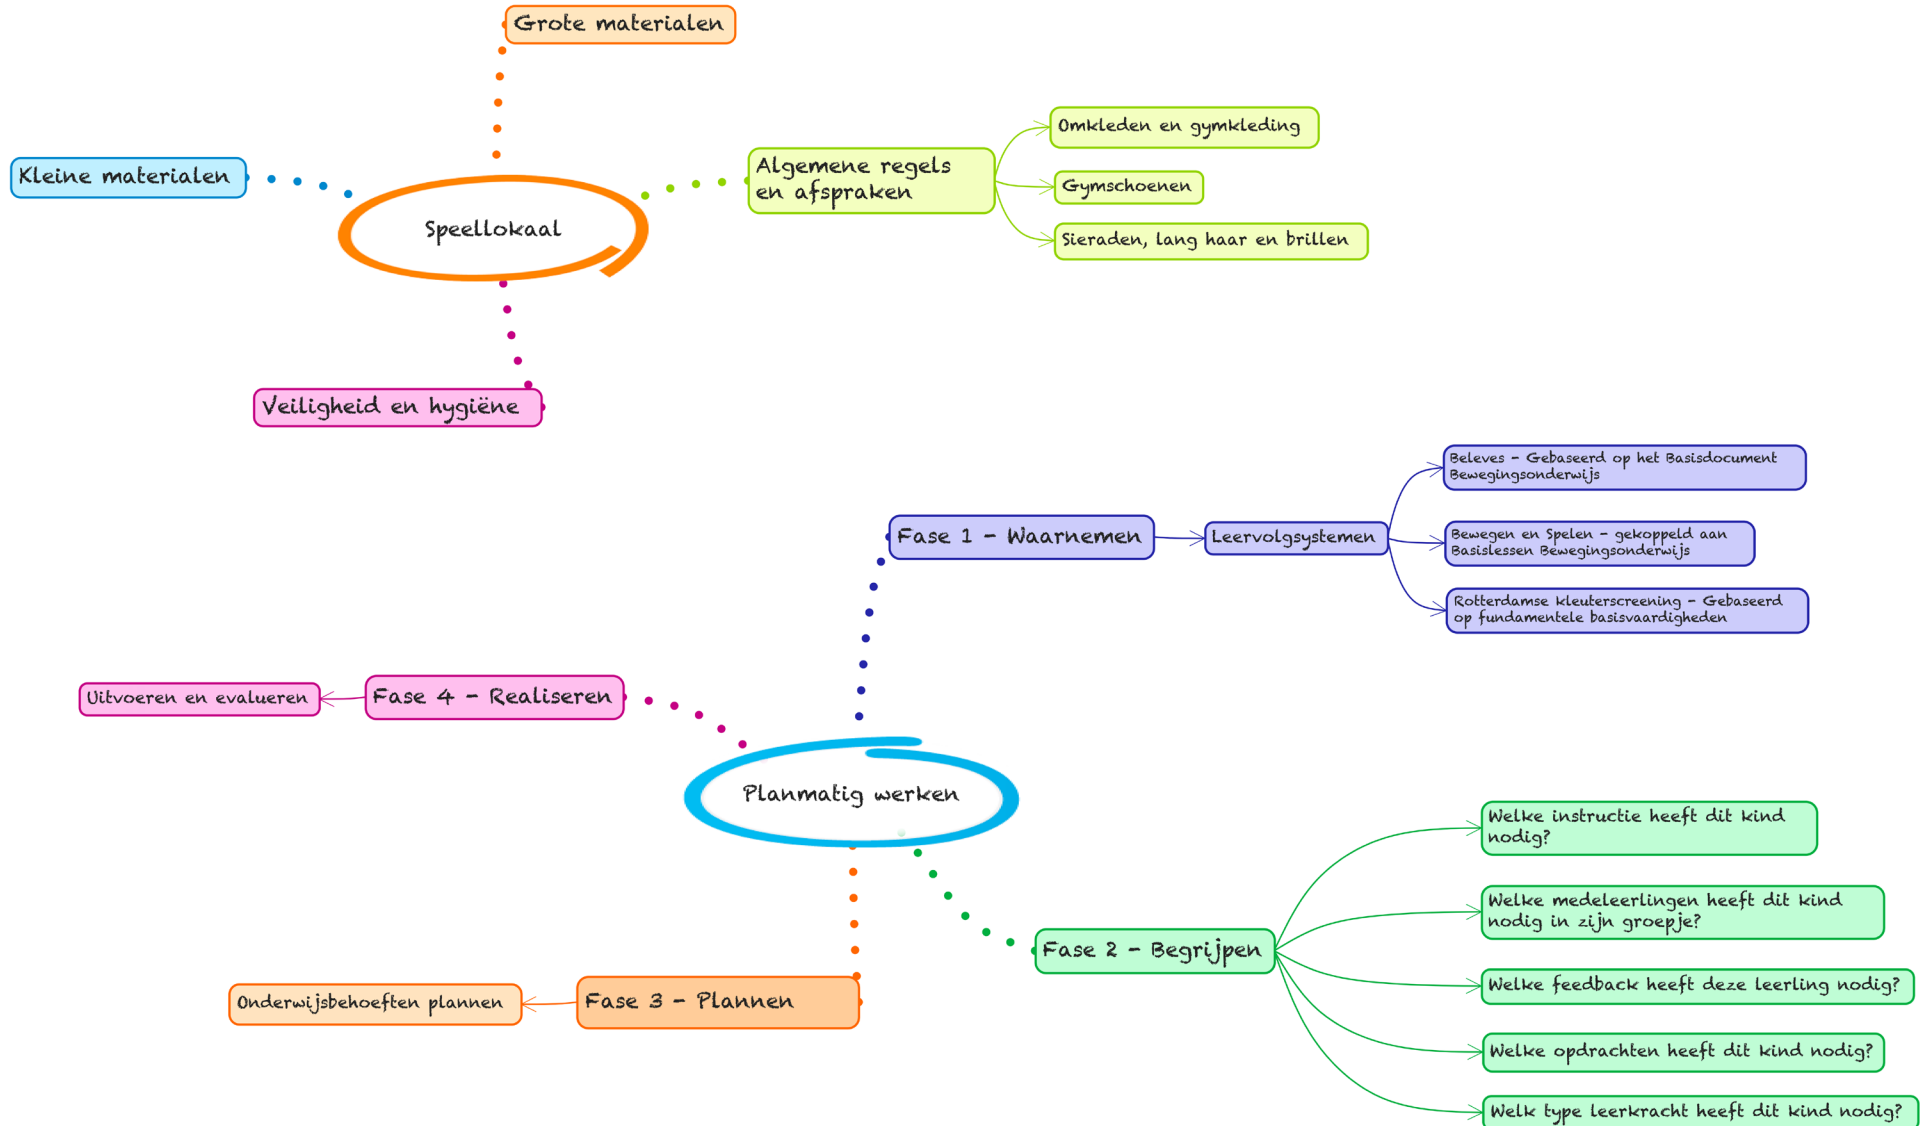 Grote materialen
Kleine materialen
Speellokaal
Algemene regels
en afspraken
Omkleden en gymkleding
Gymschoenen
Sieraden, lang haar en brillen
Veiligheid en hygiëne
Fase 1 - Waarnemen
Leervolgsystemen
Beleves - Gebaseerd op het Basisdocument
Bewegingsonderwijs
Bewegen en Spelen - gekoppeld aan
Basislessen Bewegingsonderwijs
Rotterdamse kleuterscreening - Gebaseerd
op fundamentele basisvaardigheden
Uitvoeren en evalueren
Fase 4 - Realiseren
Planmatig werken
Fase 2 - Begrijpen
Welke instructie heeft dit kind
nodig?
Welke medeleerlingen heeft dit kind
nodig in zijn groepje?
Welke feedback heeft deze leerling nodig?
Welke opdrachten heeft dit kind nodig?
Welk type leerkracht heeft dit kind nodig?
Fase 3 - Plannen
Onderwijsbehoeften plannen